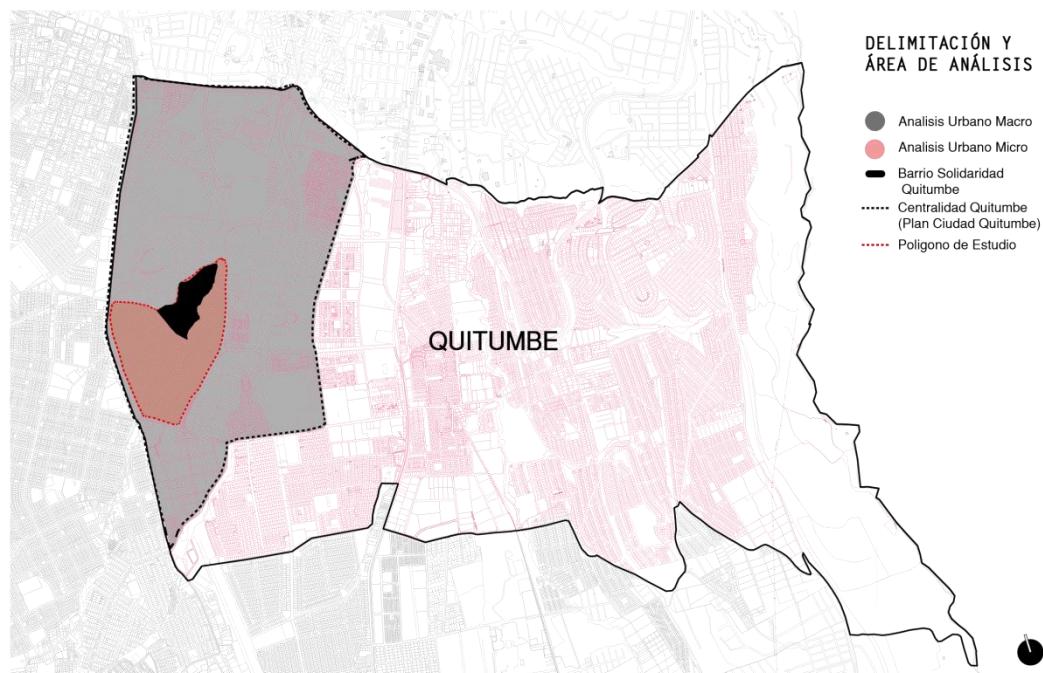 DELIMITACIÓN Y
ÁREA DE ANÁLISIS
Analisis Urbano Macro
Analisis Urbano Micro
Barrio Solidaridad
Quitumbe
Centralidad Quitumbe
(Plan Ciudad Quitumbe)
Poligono de Estudio
QUITUMBE